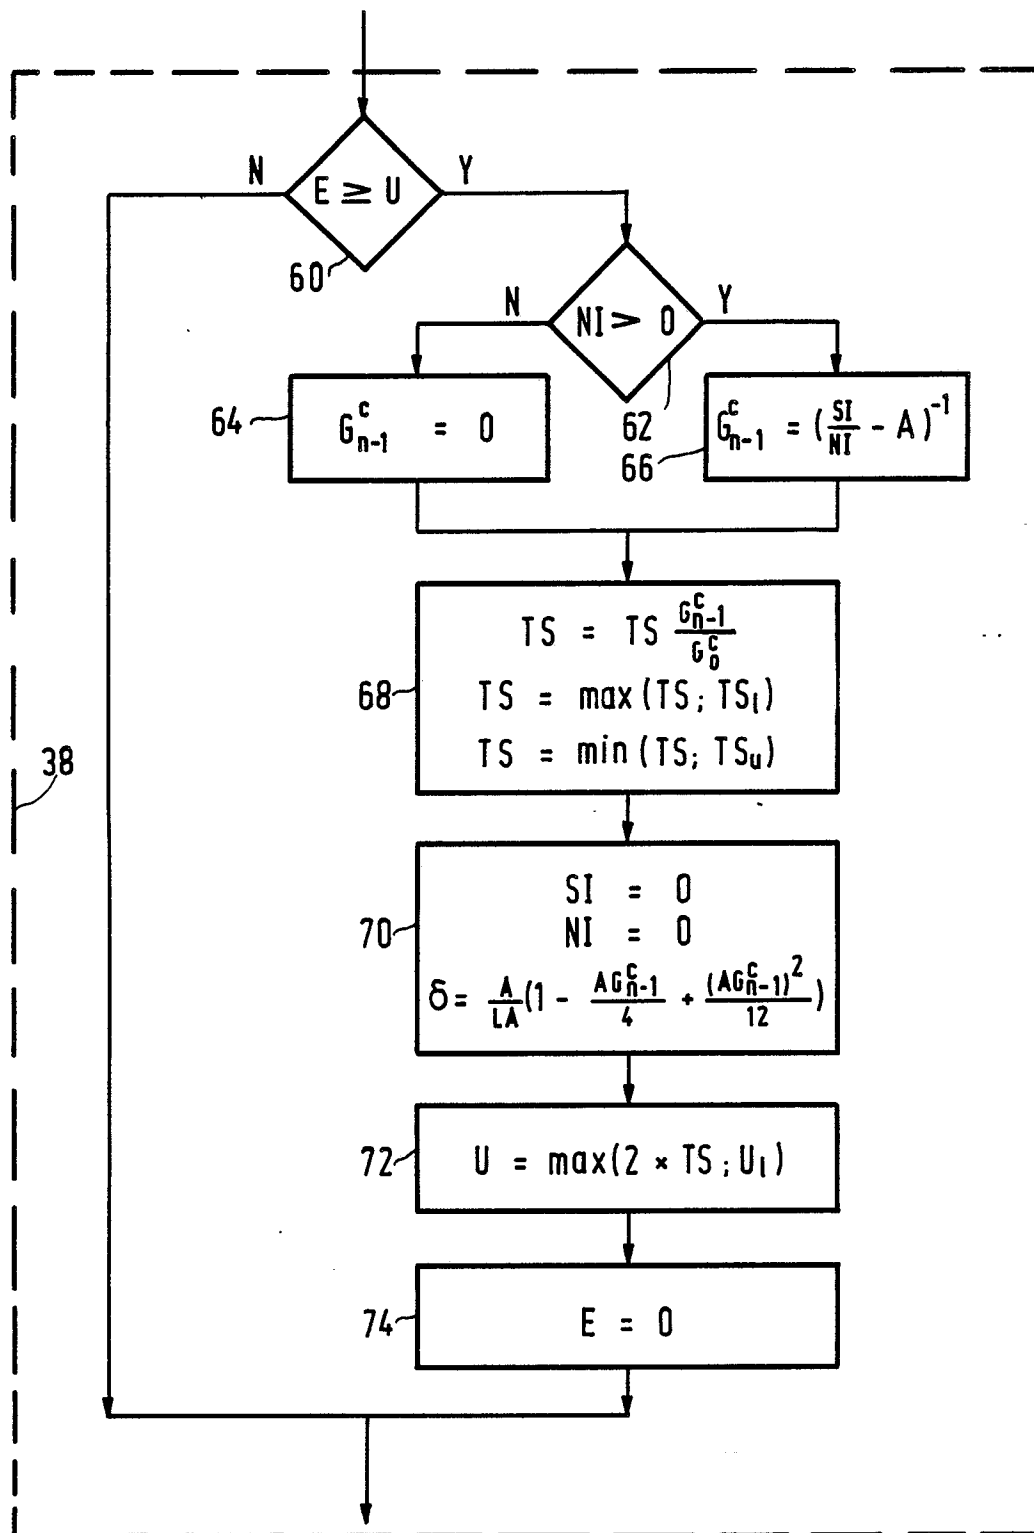 N
Y
E ≥ U
60
N
Y
NI > 0
62
64
G^c_{n-1} = 0
66
G^c_{n-1} = (SI/NI - A)^{-1}
68
TS = TS G^c_{n-1}/G^c_0
TS = max(TS; TS_l)
TS = min(TS; TS_u)
38
70
SI = 0
NI = 0
δ = A/LA(1 - AG^c_{n-1}/4 + (AG^c_{n-1})^2/12)
72
U = max(2 × TS; U_l)
74
E = 0